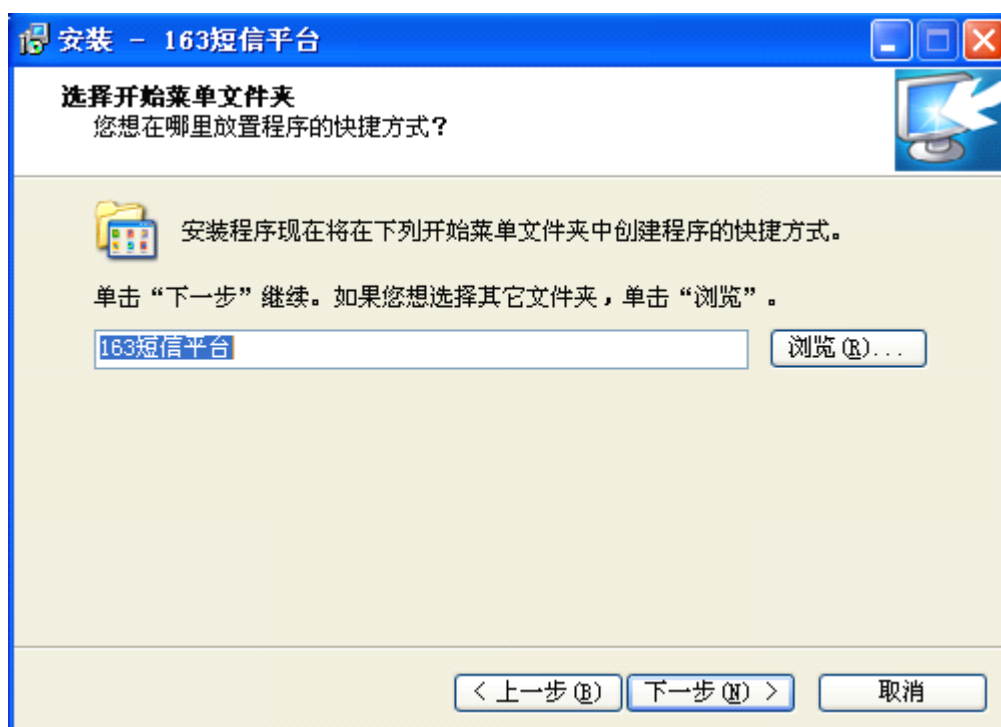 安装 - 163短信平台
选择开始菜单文件夹
您想在哪里放置程序的快捷方式？
安装程序现在将在下列开始菜单文件夹中创建程序的快捷方式。
单击“下一步”继续。如果您想选择其它文件夹，单击“浏览”。
163短信平台
浏览(R)...
< 上一步(B)
下一步(N) >
取消